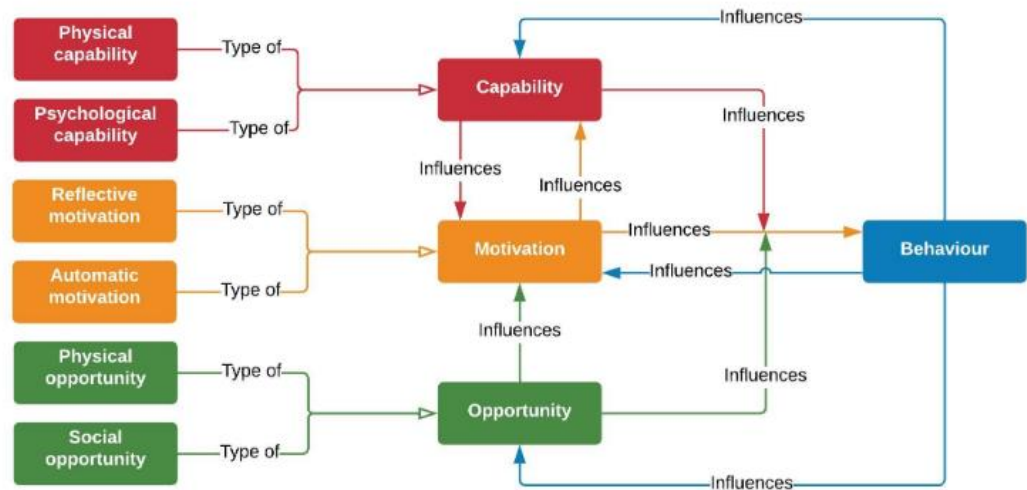 Influences
Physical
capability
Type of
Capability
Psychological
capability
Type of
Influences
Influences
Influences
Reflective
motivation
Type of
Motivation
Influences
Behaviour
Automatic
motivation
Type of
Influences
Influences
Physical
opportunity
Type of
Influences
Opportunity
Social
opportunity
Type of
Influences